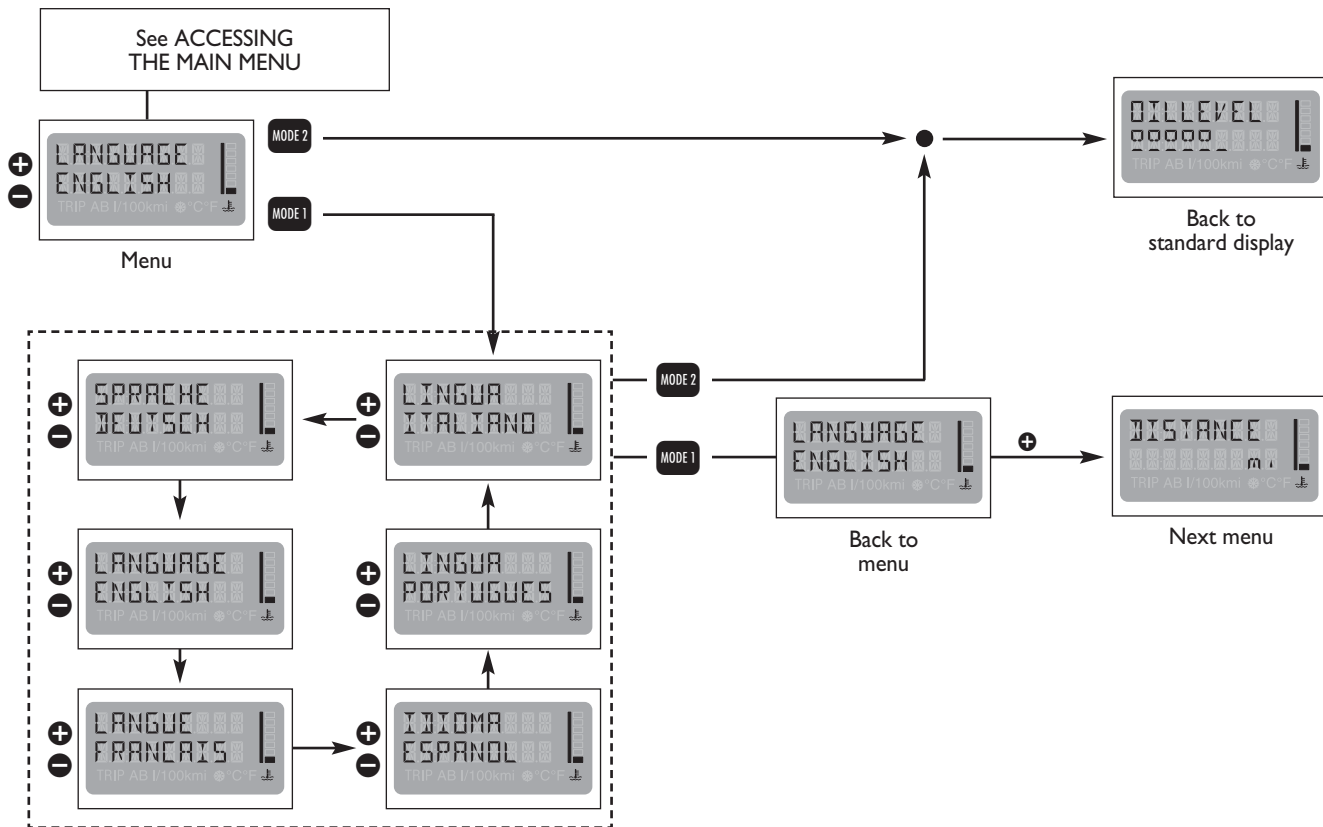 See ACCESSING
THE MAIN MENU
LANGUAGE
ENGLISH
TRIP AB l/100kmi °C°F
Menu
MODE 2
MODE 1
OILLEVEL
TRIP AB l/100kmi °C°F
Back to
standard display
SPRACHE
DEUTSCH
TRIP AB l/100kmi °C°F
LINGUA
ITALIANO
TRIP AB l/100kmi °C°F
MODE 2
MODE 1
LANGUAGE
ENGLISH
TRIP AB l/100kmi °C°F
Back to
menu
DISTANCE
mi
TRIP AB l/100kmi °C°F
Next menu
LANGUAGE
ENGLISH
TRIP AB l/100kmi °C°F
LINGUA
PORTUGUES
TRIP AB l/100kmi °C°F
LANGUE
FRANCAIS
TRIP AB l/100kmi °C°F
IDIOMA
ESPANOL
TRIP AB l/100kmi °C°F